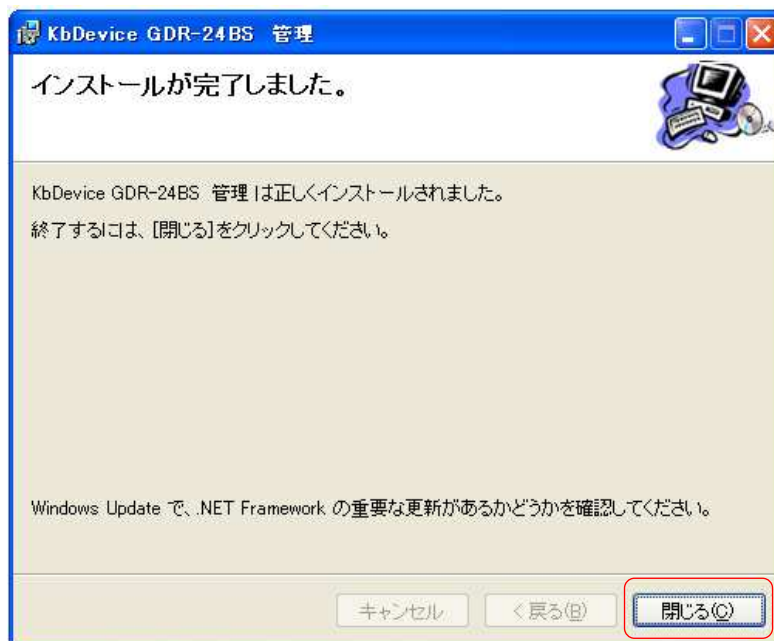 KbDevice GDR-24BS 管理
インストールが完了しました。
KbDevice GDR-24BS 管理 は正しくインストールされました。
終了するには、[閉じる]をクリックしてください。
Windows Update で、.NET Framework の重要な更新があるかどうかを確認してください。
キャンセル
< 戻る(B)
閉じる(C)